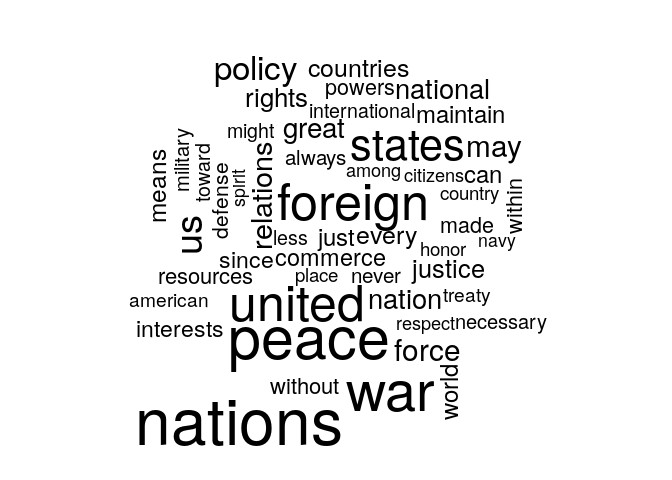 policy countries
powers national
rights
international maintain
might great
states may
always
among citizens can
means military toward defense spirit relations within
country
foreign
us
made
less just every
honor navy
since commerce
resources place never justice
american united nation treaty
interests peace respect necessary
force
without war world
nations